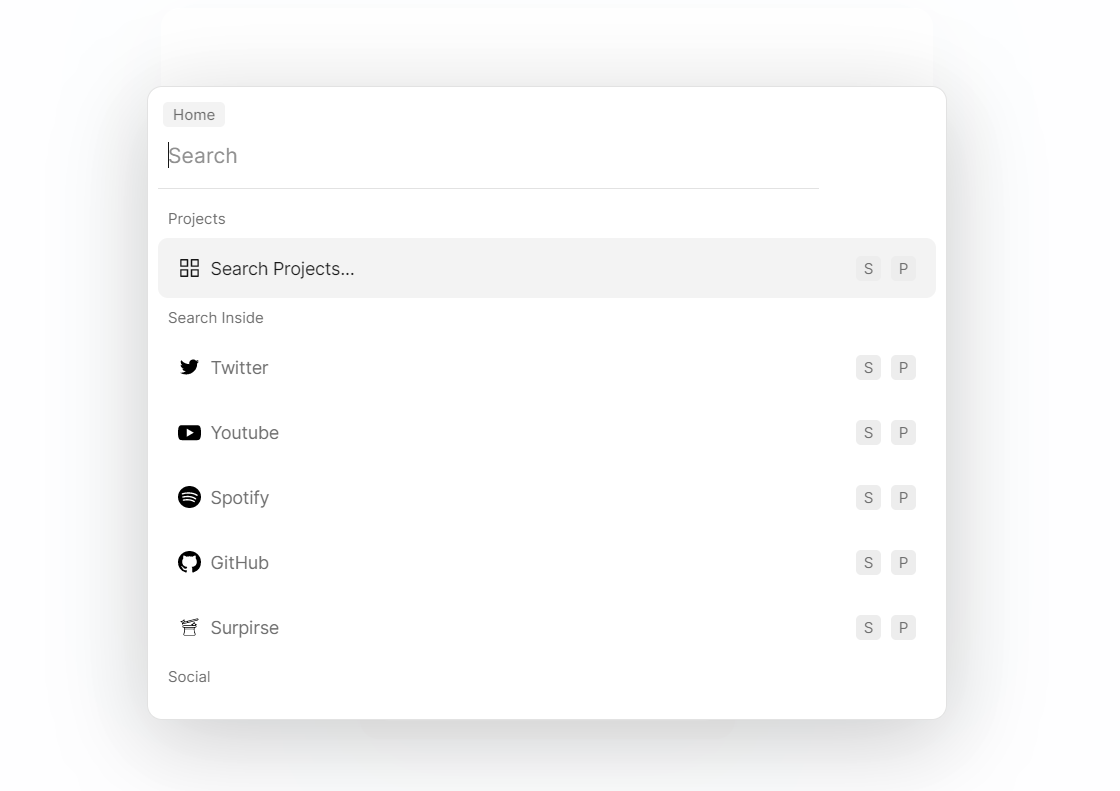 Home
Search
Projects
Search Projects... S P
Search Inside
Twitter S P
Youtube S P
Spotify S P
GitHub S P
Surpirse S P
Social